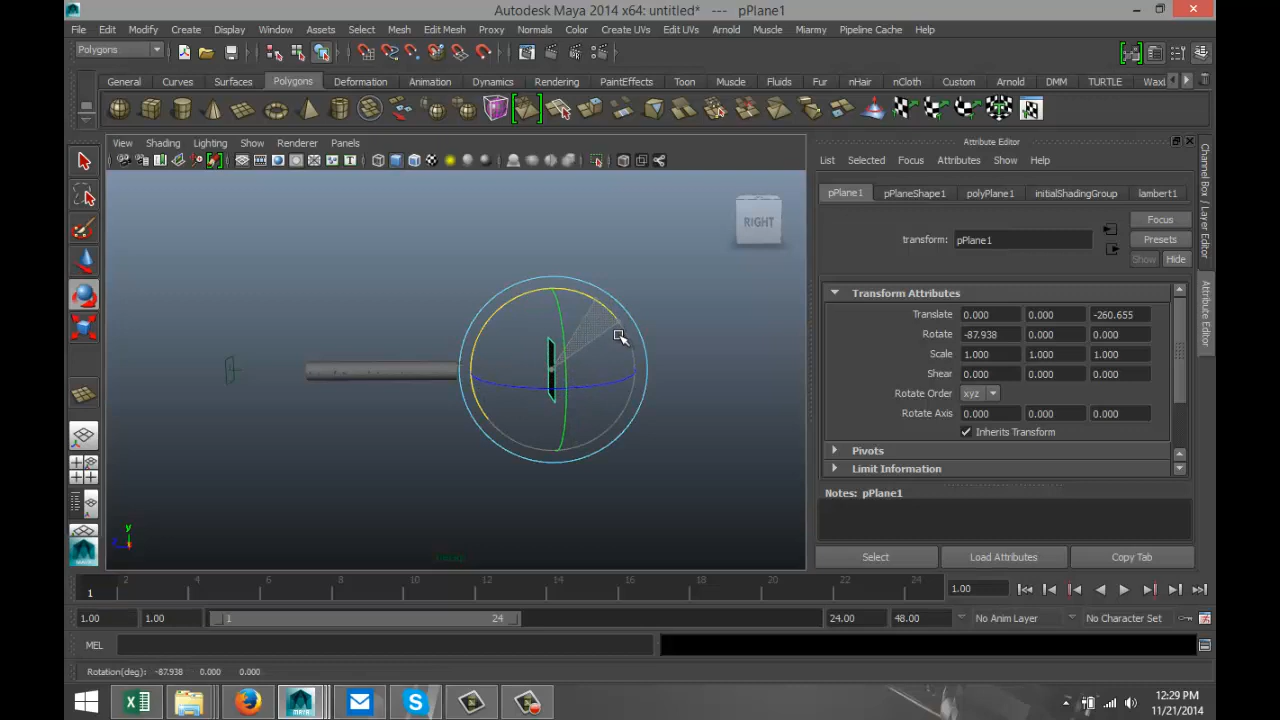 Autodesk Maya 2014 x64: untitled* --- pPlane1
File Edit Modify Create Display Window Assets Select Mesh Edit Mesh Proxy Normals Color Create UVs Edit UVs Arnold Muscle Miarmy Pipeline Cache Help
Polygons
General Curves Surfaces Polygons Deformation Animation Dynamics Rendering PaintEffects Toon Muscle Fluids Fur nHair nCloth Custom Arnold DMM TURTLE Waxl
View Shading Lighting Show Renderer Panels
RIGHT
y
Attribute Editor
List Selected Focus Attributes Show Help
pPlane1 pPlaneShape1 polyPlane1 initialShadingGroup lambert1
Focus
transform: pPlane1
Presets
Show Hide
Transform Attributes
Translate 0.000 0.000 -260.655
Rotate -87.938 0.000 0.000
Scale 1.000 1.000 1.000
Shear 0.000 0.000 0.000
Rotate Order xyz
Rotate Axis 0.000 0.000 0.000
Inherits Transform
Pivots
Limit Information
Notes: pPlane1
Select Load Attributes Copy Tab
Channel Box / Layer Editor
Attribute Editor
2 4 6 8 10 12 14 16 18 20 22 24
1 1.00
1.00 1.00 1 24 24.00 48.00 No Anim Layer No Character Set
MEL
Rotation(deg): -87.938 0.000 0.000
12:29 PM
11/21/2014